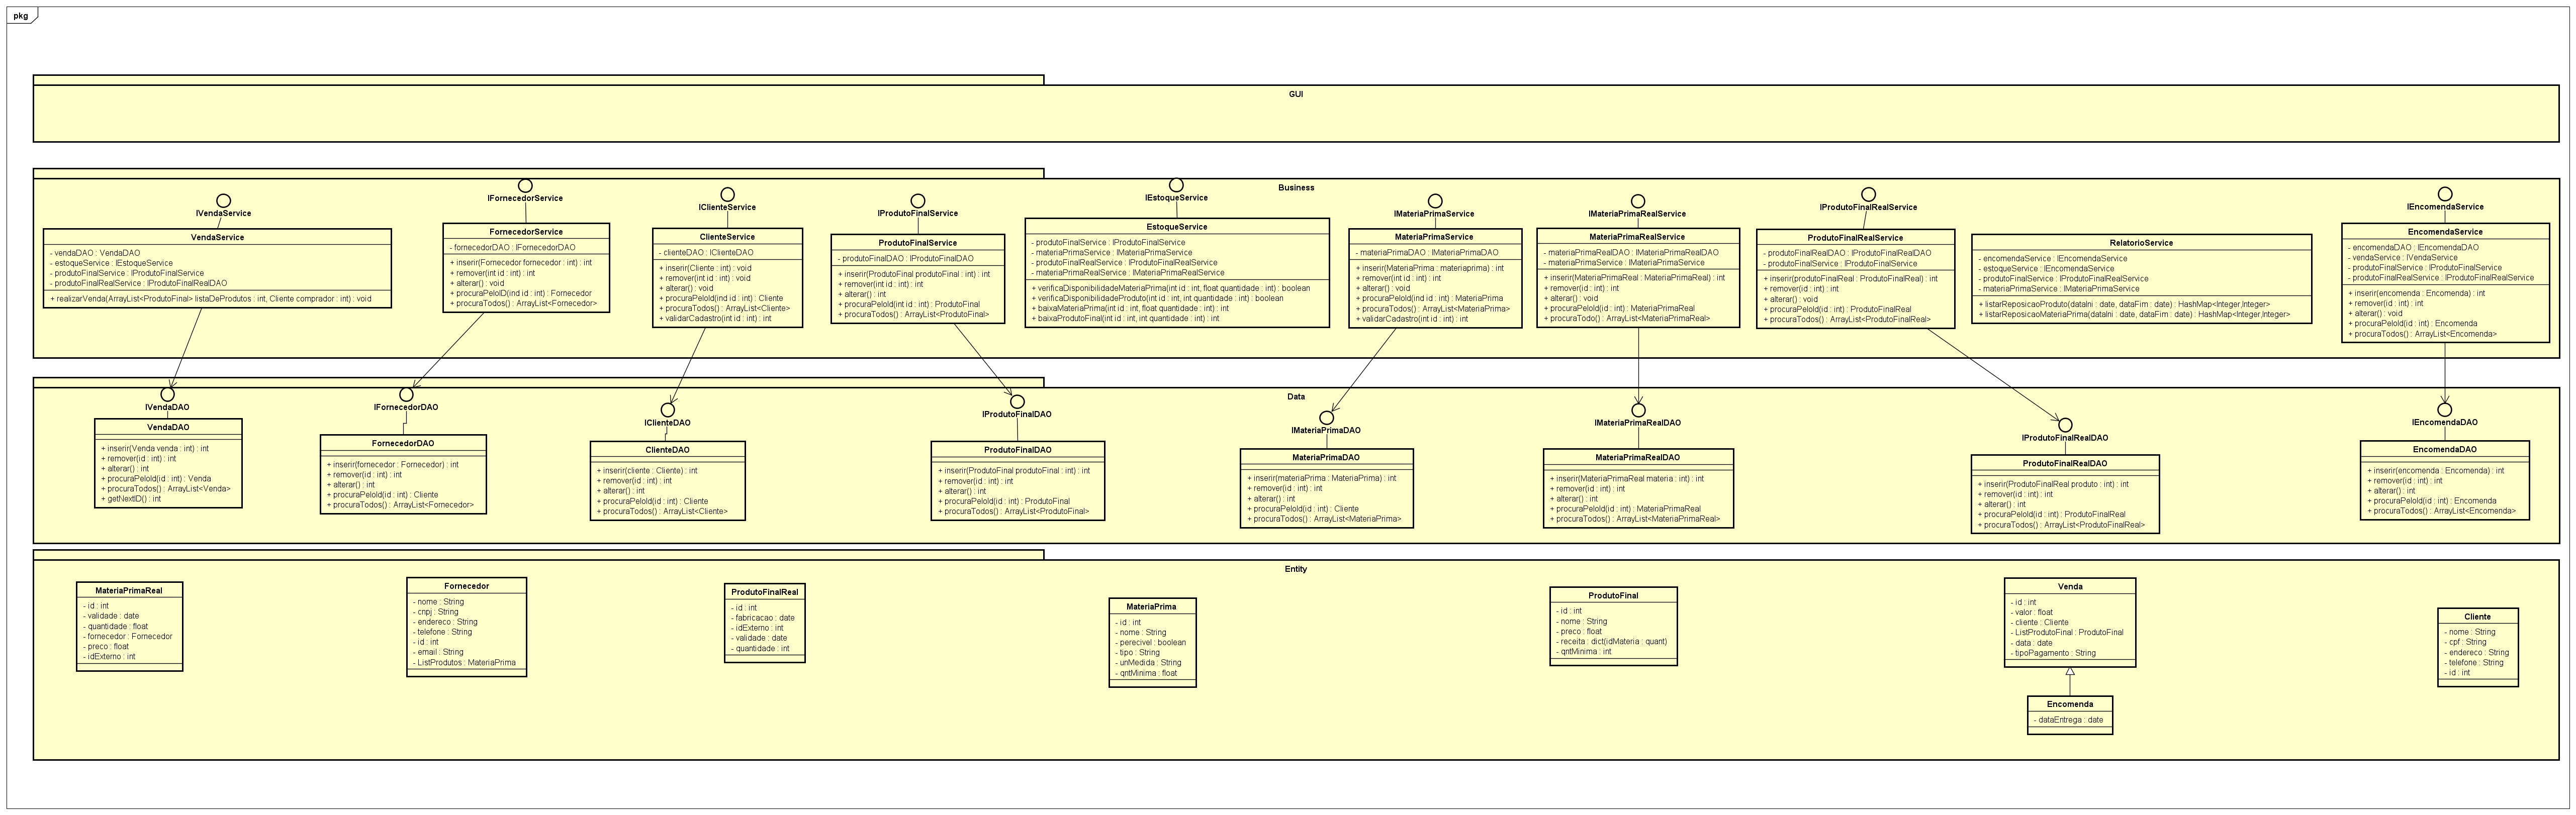 pkg
GUI
Business
IVendaService
VendaService
- vendaDAO : VendaDAO
- estoqueService : IEstoqueService
- produtoFinalService : IProdutoFinalService
- produtoFinalRealService : IProdutoFinalRealDAO
+ realizarVenda(ArrayList<ProdutoFinal> listaDeProdutos : int, Cliente comprador : int) : void
IFornecedorService
FornecedorService
- fornecedorDAO : IFornecedorDAO
+ inserir(Fornecedor fornecedor : int) : int
+ remover(int id : int) : int
+ alterar() : void
+ procuraPeloID(ind id : int) : Fornecedor
+ procuraTodos() : ArrayList<Fornecedor>
IClienteService
ClienteService
- clienteDAO : IClienteDAO
+ inserir(Cliente : int) : void
+ remover(int id : int) : void
+ alterar() : void
+ procuraPeloId(ind id : int) : Cliente
+ procuraTodos() : ArrayList<Cliente>
+ validarCadastro(int id : int) : int
IProdutoFinalService
ProdutoFinalService
- produtoFinalDAO : IProdutoFinalDAO
+ inserir(ProdutoFinal produtoFinal : int) : int
+ remover(int id : int) : int
+ alterar() : int
+ procuraPeloId(int id : int) : ProdutoFinal
+ procuraTodos() : ArrayList<ProdutoFinal>
IEstoqueService
EstoqueService
- produtoFinalService : IProdutoFinalService
- materiaPrimaService : IMateriaPrimaService
- produtoFinalRealService : IProdutoFinalRealService
- materiaPrimaRealService : IMateriaPrimaRealService
+ verificaDisponibilidadeMateriaPrima(int id : int, float quantidade : int) : boolean
+ verificaDisponibilidadeProduto(int id : int, int quantidade : int) : boolean
+ baixaMateriaPrima(int id : int, float quantidade : int) : int
+ baixaProdutoFinal(int id : int, int quantidade : int) : int
IMateriaPrimaService
MateriaPrimaService
- materiaPrimaDAO : IMateriaPrimaDAO
+ inserir(MateriaPrima : materiaprima) : int
+ remover(int id : int) : int
+ alterar() : void
+ procuraPeloId(ind id : int) : MateriaPrima
+ procuraTodos() : ArrayList<MateriaPrima>
+ validarCadastro(int id : int) : int
IMateriaPrimaRealService
MateriaPrimaRealService
- materiaPrimaRealDAO : IMateriaPrimaRealDAO
- materiaPrimaService : IMateriaPrimaService
+ inserir(MateriaPrimaReal : MateriaPrimaReal) : int
+ remover(id : int) : int
+ alterar() : void
+ procuraPeloId(id : int) : MateriaPrimaReal
+ procuraTodo() : ArrayList<MateriaPrimaReal>
IProdutoFinalRealService
ProdutoFinalRealService
- produtoFinalRealDAO : IProdutoFinalRealDAO
- produtoFinalService : IProdutoFinalService
+ inserir(produtoFinalReal : ProdutoFinalReal) : int
+ remover(id : int) : int
+ alterar() : void
+ procuraPeloId(id : int) : ProdutoFinalReal
+ procuraTodos() : ArrayList<ProdutoFinalReal>
RelatorioService
- encomendaService : IEncomendaService
- estoqueService : IEncomendaService
- produtoFinalService : IProdutoFinalRealService
- materiaPrimaService : IMateriaPrimaService
+ listarReposicaoProduto(dataIni : date, dataFim : date) : HashMap<Integer,Integer>
+ listarReposicaoMateriaPrima(dataIni : date, dataFim : date) : HashMap<Integer,Integer>
IEncomendaService
EncomendaService
- encomendaDAO : IEncomendaDAO
- vendaService : IVendaService
- produtoFinalService : IProdutoFinalService
- produtoFinalRealService : IProdutoFinalRealService
+ inserir(encomenda : Encomenda) : int
+ remove(id : int) : int
+ alterar() : void
+ procuraPeloId(id : int) : Encomenda
+ procuraTodos() : ArrayList<Encomenda>
Data
IVendaDAO
VendaDAO
+ inserir(Venda venda : int) : int
+ remover(id : int) : int
+ alterar() : int
+ procuraPeloId(id : int) : Venda
+ procuraTodos() : ArrayList<Venda>
+ getNextID() : int
IFornecedorDAO
FornecedorDAO
+ inserir(fornecedor : Fornecedor) : int
+ remover(id : int) : int
+ alterar() : int
+ procuraPeloId(id : int) : Cliente
+ procuraTodos() : ArrayList<Fornecedor>
IClienteDAO
ClienteDAO
+ inserir(cliente : Cliente) : int
+ remover(id : int) : int
+ alterar() : int
+ procuraPeloId(id : int) : Cliente
+ procuraTodos() : ArrayList<Cliente>
IProdutoFinalDAO
ProdutoFinalDAO
+ inserir(ProdutoFinal produtoFinal : int) : int
+ remover(id : int) : int
+ alterar() : int
+ procuraPeloId(id : int) : ProdutoFinal
+ procuraTodos() : ArrayList<ProdutoFinal>
IMateriaPrimaDAO
MateriaPrimaDAO
+ inserir(materiaPrima : MateriaPrima) : int
+ remover(id : int) : int
+ alterar() : int
+ procuraPeloId(id : int) : Cliente
+ procuraTodos() : ArrayList<MateriaPrima>
IMateriaPrimaRealDAO
MateriaPrimaRealDAO
+ inserir(MateriaPrimaReal materia : int) : int
+ remover(id : int) : int
+ alterar() : int
+ procuraPeloId(id : int) : MateriaPrimaReal
+ procuraTodos() : ArrayList<MateriaPrimaReal>
IProdutoFinalRealDAO
ProdutoFinalRealDAO
+ inserir(ProdutoFinalReal produto : int) : int
+ remover(id : int) : int
+ alterar() : int
+ procuraPeloId(id : int) : ProdutoFinalReal
+ procuraTodos() : ArrayList<ProdutoFinalReal>
IEncomendaDAO
EncomendaDAO
+ inserir(encomenda : Encomenda) : int
+ remover(id : int) : int
+ alterar() : int
+ procuraPeloId(id : int) : Encomenda
+ procuraTodos() : ArrayList<Encomenda>
Entity
MateriaPrimaReal
- id : int
- validade : date
- quantidade : float
- fornecedor : Fornecedor
- preco : float
- idExterno : int
Fornecedor
- nome : String
- cnpj : String
- endereco : String
- telefone : String
- id : int
- email : String
- ListProdutos : MateriaPrima
ProdutoFinalReal
- id : int
- fabricacao : date
- idExterno : int
- validade : date
- quantidade : int
MateriaPrima
- id : int
- nome : String
- perecivel : boolean
- tipo : String
- unMedida : String
- qntMinima : float
ProdutoFinal
- id : int
- nome : String
- preco : float
- receita : dict(idMateria : quant)
- qntMinima : int
Venda
- id : int
- valor : float
- cliente : Cliente
- ListProdutoFinal : ProdutoFinal
- data : date
- tipoPagamento : String
Encomenda
- dataEntrega : date
Cliente
- nome : String
- cpf : String
- endereco : String
- telefone : String
- id : int